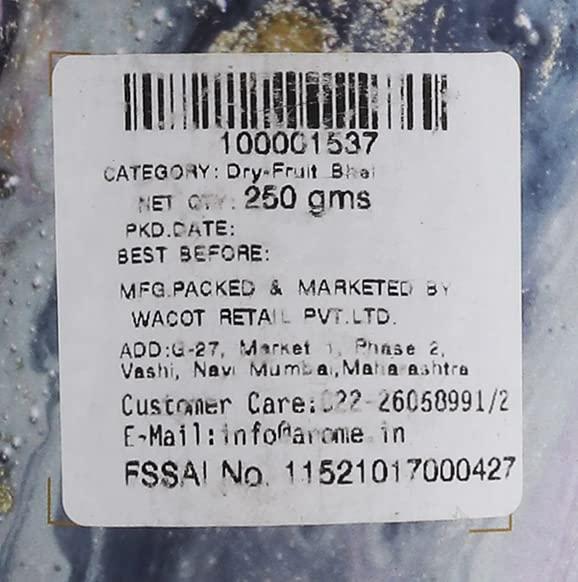 100001537
CATEGORY: Dry-Fruit
NET QTY: 250 gms
PKD.DATE:
BEST BEFORE:
MFG.PACKED & MARKETED BY
WACOT RETAIL PVT.LTD.
ADD:G-27, Market 1, Phase 2,
Vashi, Navi Mumbai,Maharashtra
Customer Care:022-26058991/2
E-Mail:info@arome.in
FSSAI No. 11521017000427